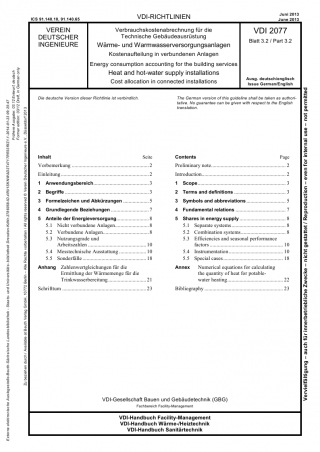 ICS 91.140.10, 91.140.65
VDI-RICHTLINIEN
Juni 2013
June 2013
VEREIN
DEUTSCHER
INGENIEURE
Verbrauchskostenabrechnung für die
Technische Gebäudeausrüstung
Wärme- und Warmwasserversorgungsanlagen
Kostenaufteilung in verbundenen Anlagen
Energy consumption accounting for the building services
Heat and hot-water supply installations
Cost allocation in connected installations
VDI 2077
Blatt 3.2 / Part 3.2
Ausg. deutsch/englisch
Issue German/English
Die deutsche Version dieser Richtlinie ist verbindlich.
The German version of this guideline shall be taken as authori-
tative. No guarantee can be given with respect to the English
translation.
Inhalt Seite
Vorbemerkung 2
Einleitung 2
1 Anwendungsbereich 3
2 Begriffe 3
3 Formelzeichen und Abkürzungen 5
4 Grundlegende Beziehungen 7
5 Anteile der Energieversorgung 8
5.1 Nicht verbundene Anlagen 8
5.2 Verbundene Anlagen 8
5.3 Nutzungsgrade und
Arbeitszahlen 10
5.4 Messtechnische Ausstattung 18
5.5 Sonderfälle 18
Anhang Zahlenwertgleichungen für die
Ermittlung der Wärmemenge für die
Trinkwasserbereitung 21
Schrifttum 23
Contents Page
Preliminary note 2
Introduction 2
1 Scope 3
2 Terms and definitions 3
3 Symbols and abbreviations 5
4 Fundamental relations 7
5 Shares in energy supply 8
5.1 Separate systems 8
5.2 Combination systems 8
5.3 Efficiencies and seasonal performance
factors 10
5.4 Instrumentation 18
5.5 Special cases 18
Annex Numerical equations for calculating
the quantity of heat for potable-
water heating 22
Bibliography 23
VDI-Gesellschaft Bauen und Gebäudetechnik (GBG)
Fachbereich Facility-Management
VDI-Handbuch Facility-Management
VDI-Handbuch Wärme-/Heiztechnik
VDI-Handbuch Sanitärtechnik
Vervielfältigung – auch für innerbetriebliche Zwecke – nicht gestattet / Reproduction – even for internal use – not permitted